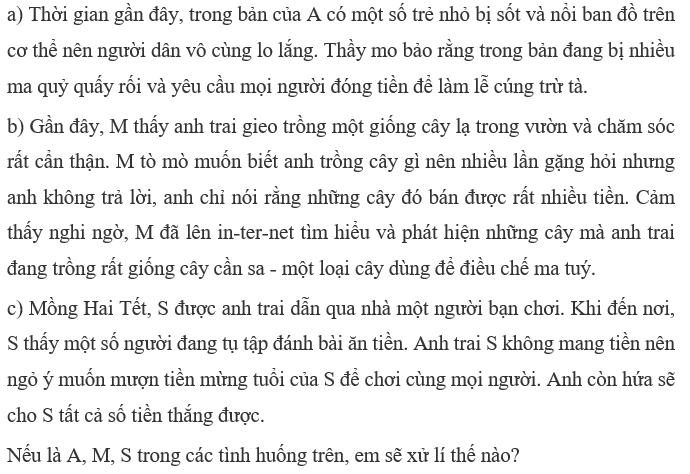 a) Thời gian gần đây, trong bản của A có một số trẻ nhỏ bị sốt và nổi ban đỏ trên
cơ thể nên người dân vô cùng lo lắng. Thầy mo bảo rằng trong bản đang bị nhiều
ma quỷ quấy rối và yêu cầu mọi người đóng tiền để làm lễ cúng trừ tà.
b) Gần đây, M thấy anh trai gieo trồng một giống cây lạ trong vườn và chăm sóc
rất cẩn thận. M tò mò muốn biết anh trồng cây gì nên nhiều lần gặng hỏi nhưng
anh không trả lời, anh chỉ nói rằng những cây đó bán được rất nhiều tiền. Cảm
thấy nghi ngờ, M đã lên in-ter-net tìm hiểu và phát hiện những cây mà anh trai
đang trồng rất giống cây cần sa - một loại cây dùng để điều chế ma tuý.
c) Mồng Hai Tết, S được anh trai dẫn qua nhà một người bạn chơi. Khi đến nơi,
S thấy một số người đang tụ tập đánh bài ăn tiền. Anh trai S không mang tiền nên
ngỏ ý muốn mượn tiền mừng tuổi của S để chơi cùng mọi người. Anh còn hứa sẽ
cho S tất cả số tiền thắng được.
Nếu là A, M, S trong các tình huống trên, em sẽ xử lí thế nào?